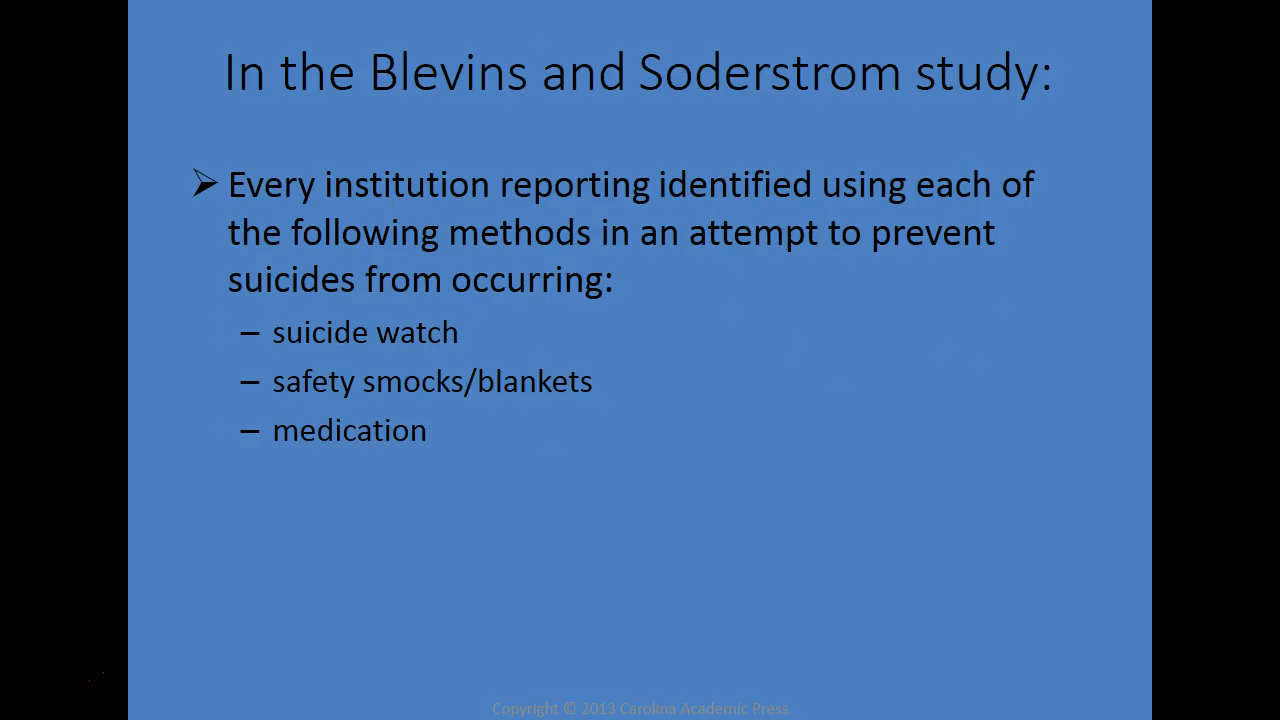 In the Blevins and Soderstrom study:
➢ Every institution reporting identified using each of
the following methods in an attempt to prevent
suicides from occurring:
– suicide watch
– safety smocks/blankets
– medication
Copyright © 2013 Carolina Academic Press